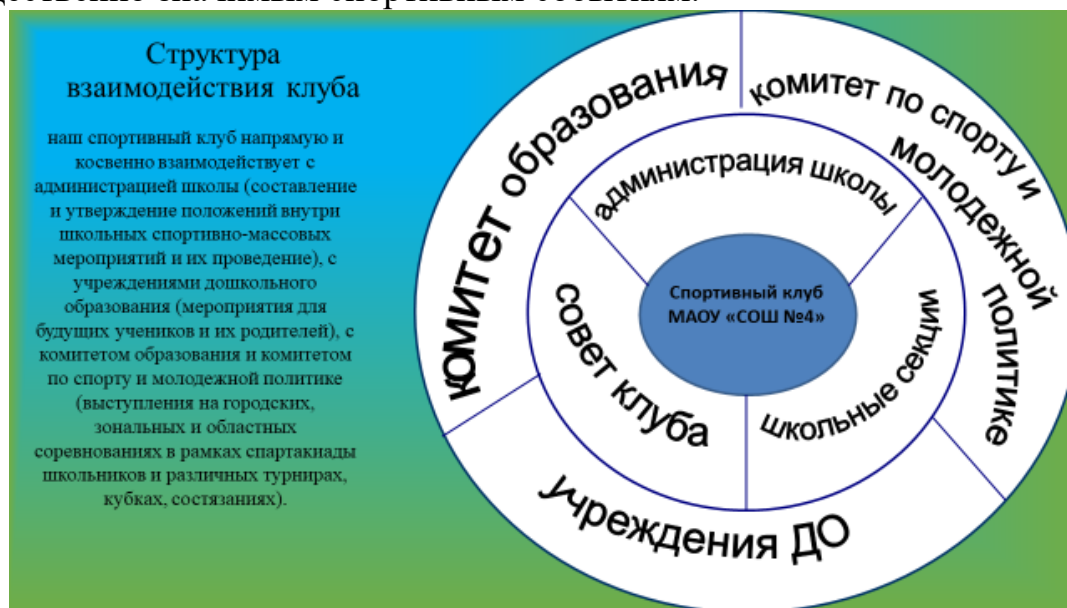 спортивным событиям.
Структура
взаимодействия клуба
наш спортивный клуб напрямую и
косвенно взаимодействует с
администрацией школы (составление
и утверждение положений внутри
школьных спортивно-массовых
мероприятий и их проведение), с
учреждениями дошкольного
образования (мероприятия для
будущих учеников и их родителей), с
комитетом образования и комитетом
по спорту и молодежной политике
(выступления на городских,
зональных и областных
соревнованиях в рамках спартакиады
школьников и различных турнирах,
кубках, состязаниях).
комитет образования
комитет по спорту и
молодежной
политике
администрация школы
Спортивный клуб
МАОУ «СОШ №4»
совет клуба
школьные секции
учреждения ДО